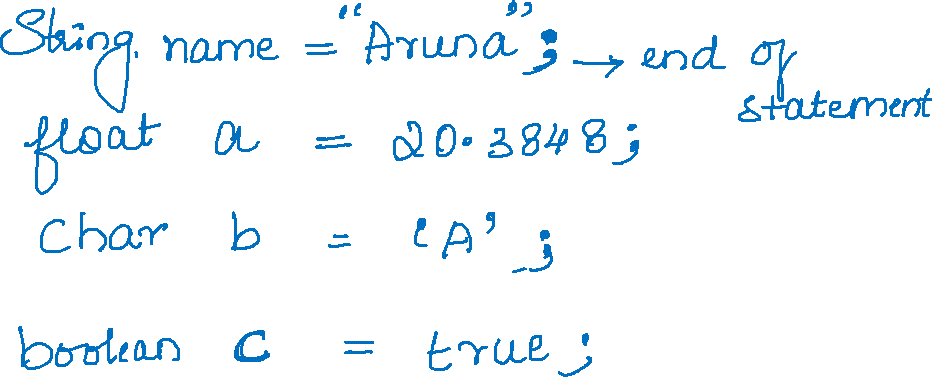 String name = "Aruna"; → end of
statement
float a = 20.3848;
Char b = 'A';
boolean c = true;